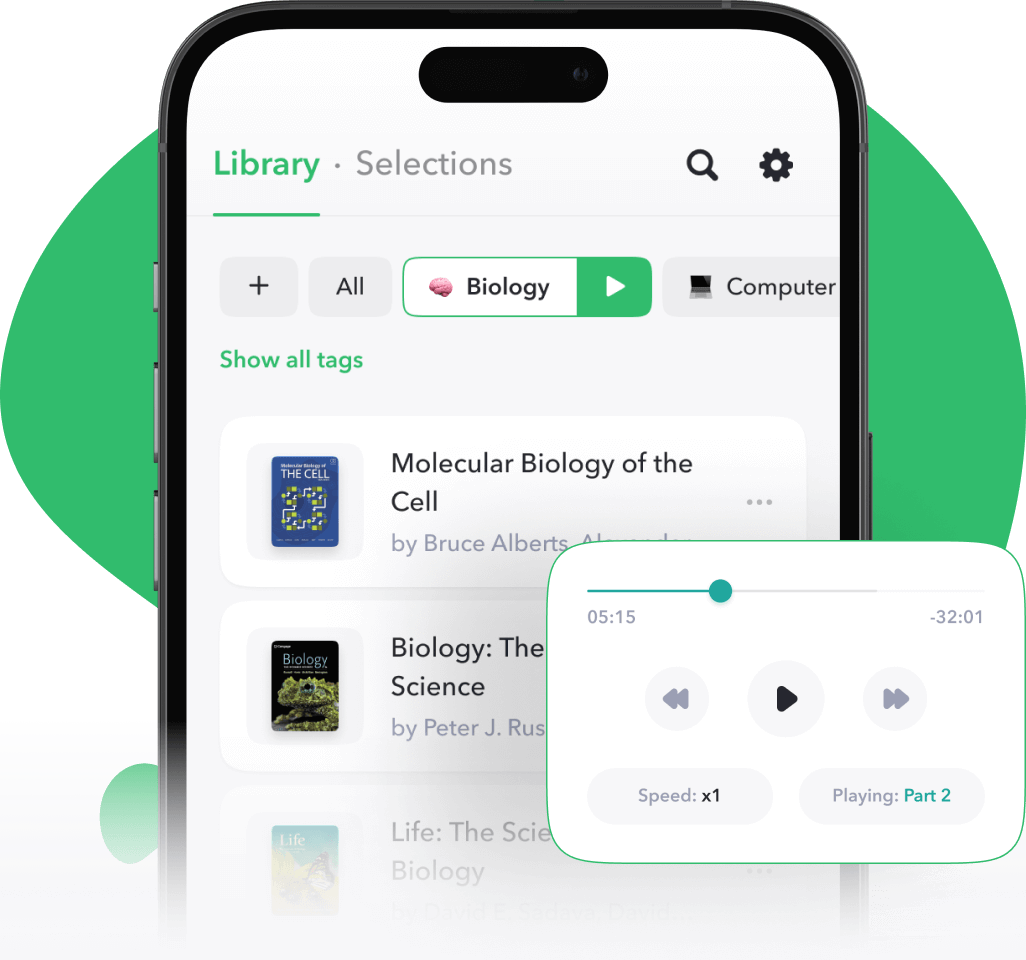 Library · Selections
+ All Biology Computer
Show all tags
Molecular Biology of
THE CELL
Molecular Biology of the
Cell
by Bruce Alberts, Alexander
05:15 -32:01
Biology
Biology: The
Science
by Peter J. Rus
Speed: x1 Playing: Part 2
Life
Life: The Scie
Biology
by David E. Sadava, David